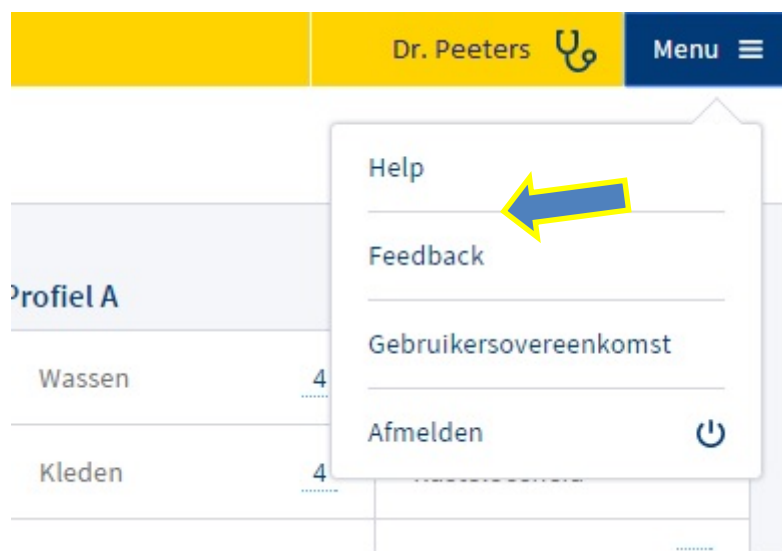 Dr. Peeters Menu
Help
Feedback
Profiel A
Gebruikersovereenkomst
Wassen 4
Afmelden
Kleden 4